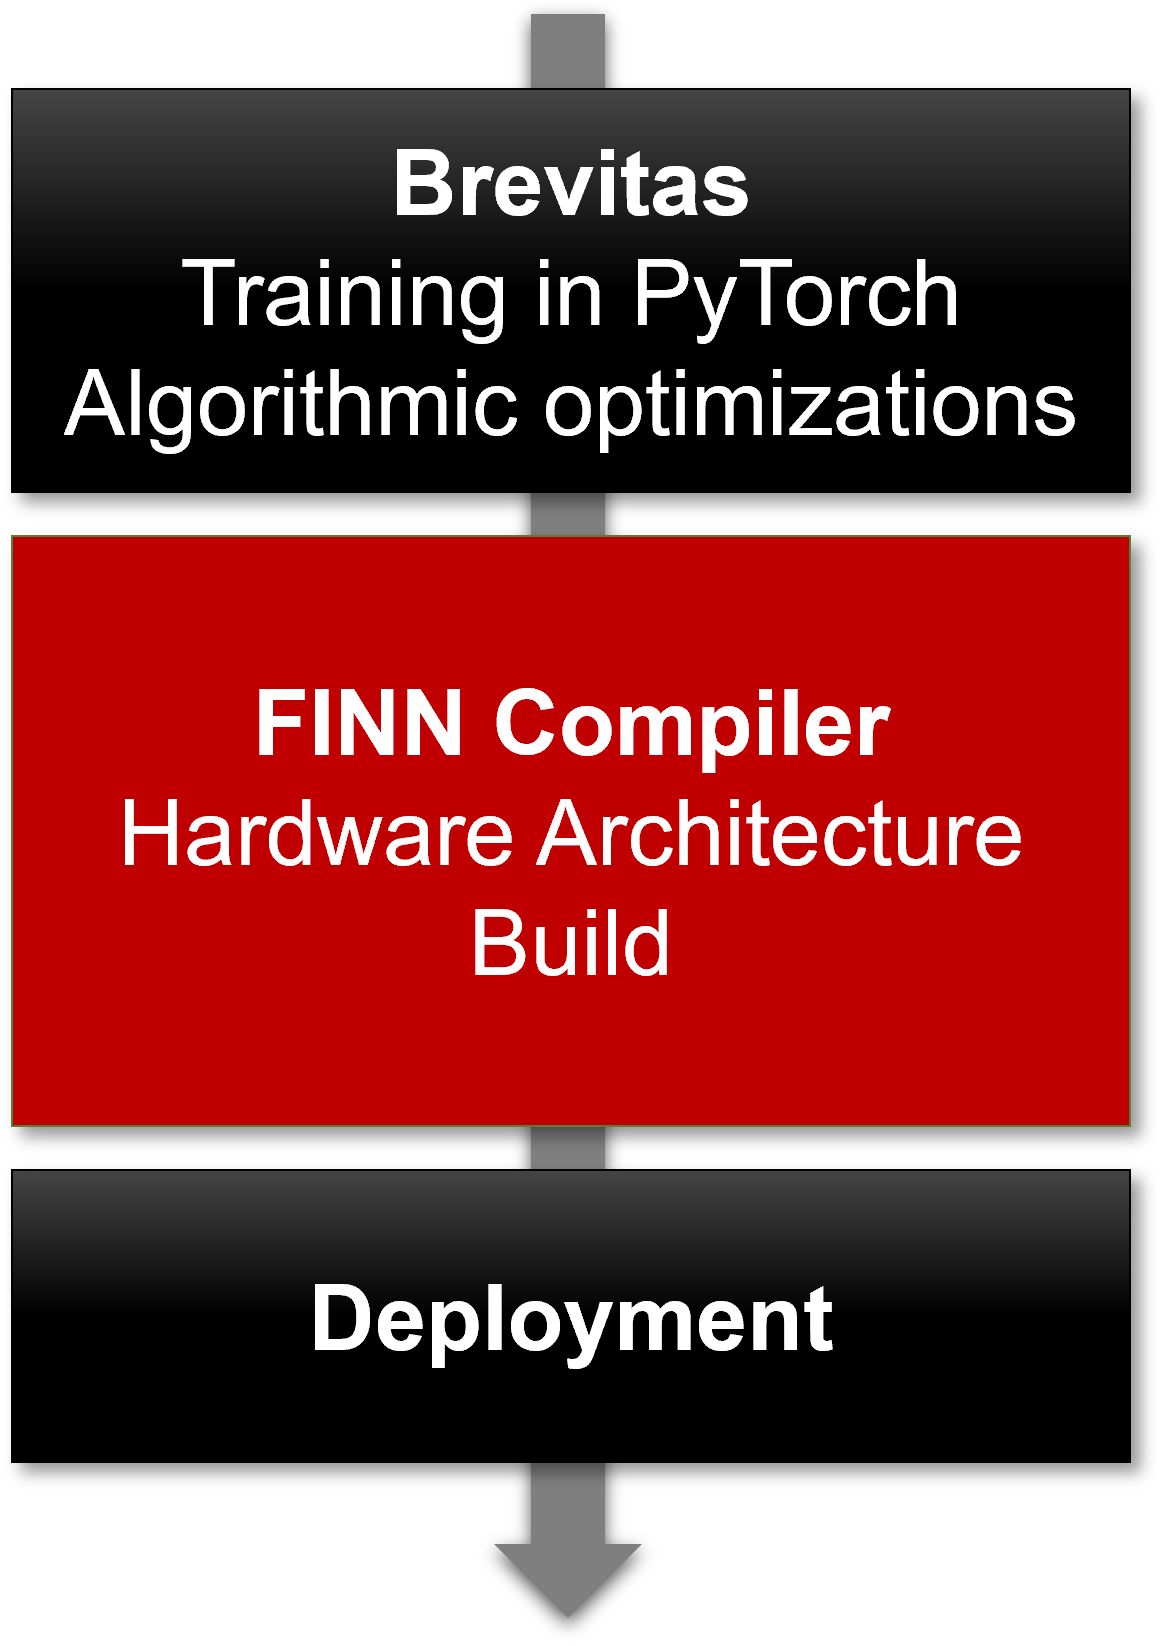 Brevitas
Training in PyTorch
Algorithmic optimizations
FINN Compiler
Hardware Architecture
Build
Deployment